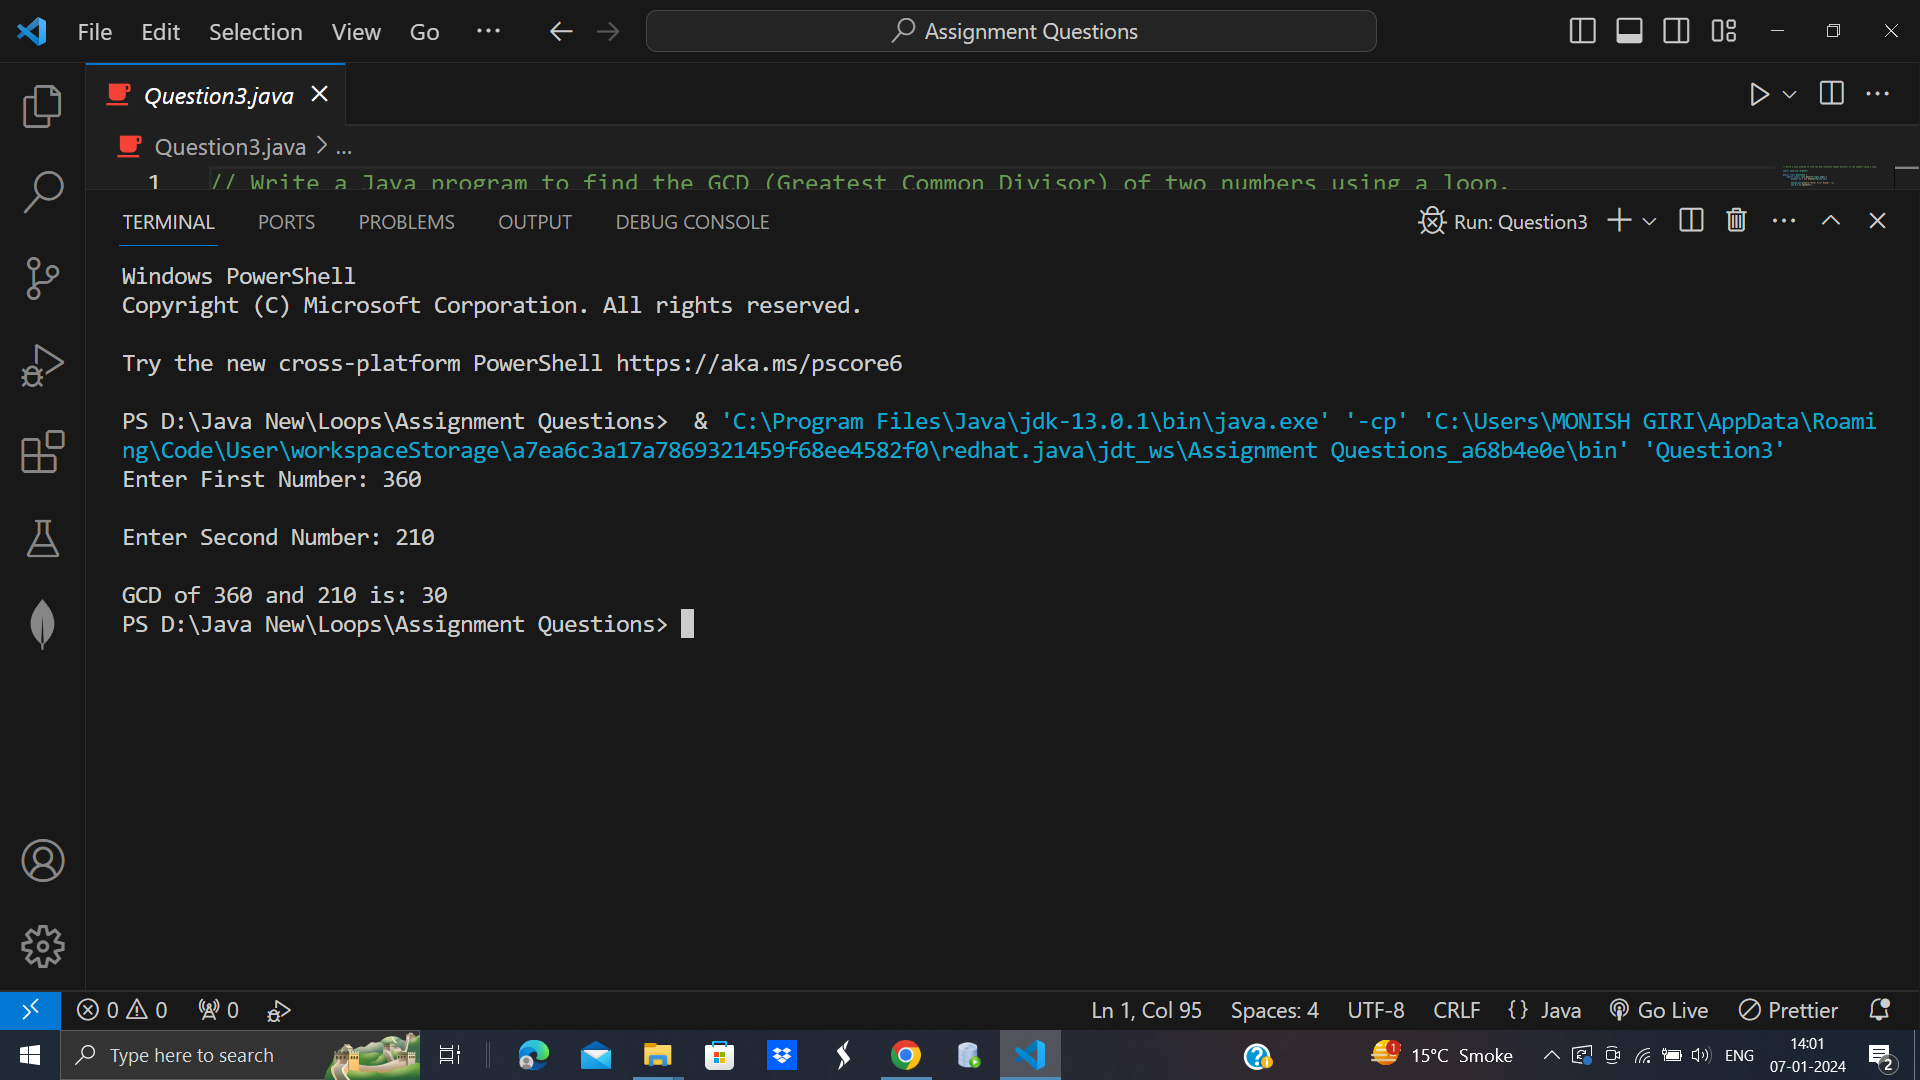 File Edit Selection View Go ··· Assignment Questions
Question3.java
Question3.java > ...
1 // Write a Java program to find the GCD (Greatest Common Divisor) of two numbers using a loop.
TERMINAL PORTS PROBLEMS OUTPUT DEBUG CONSOLE Run: Question3
Windows PowerShell
Copyright (C) Microsoft Corporation. All rights reserved.
Try the new cross-platform PowerShell https://aka.ms/pscore6
PS D:\Java New\Loops\Assignment Questions>  & 'C:\Program Files\Java\jdk-13.0.1\bin\java.exe' '-cp' 'C:\Users\MONISH GIRI\AppData\Roami
ng\Code\User\workspaceStorage\a7ea6c3a17a7869321459f68ee4582f0\redhat.java\jdt_ws\Assignment Questions_a68b4e0e\bin' 'Question3'
Enter First Number: 360
Enter Second Number: 210
GCD of 360 and 210 is: 30
PS D:\Java New\Loops\Assignment Questions>
0 0 0 Ln 1, Col 95 Spaces: 4 UTF-8 CRLF {} Java Go Live Prettier
Type here to search 1 15°C Smoke ENG 14:01
07-01-2024 2